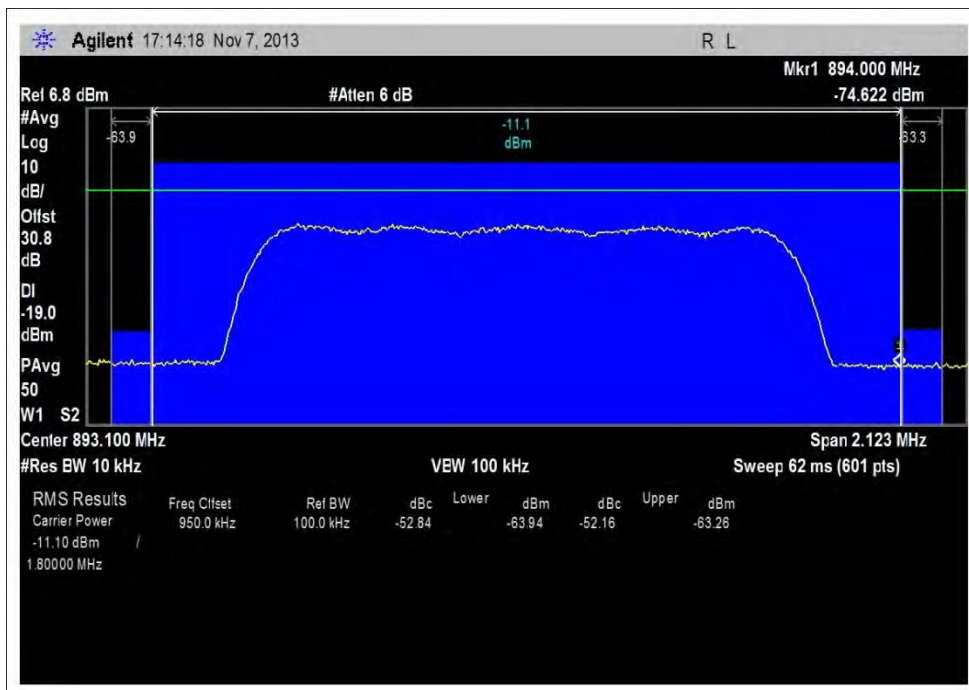 Agilent 17:14:18 Nov 7, 2013 R L
Mkr1 894.000 MHz
Ref 6.8 dBm #Atten 6 dB -74.622 dBm
#Avg
Log
10
dB/
Offst
30.8
dB
DI
-19.0
dBm
PAvg
50
W1 S2
-63.9
-11.1
dBm
-63.3
1
Center 893.100 MHz Span 2.123 MHz
#Res BW 10 kHz VBW 100 kHz Sweep 62 ms (601 pts)
RMS Results Freq Offset Ref BW dBc Lower dBm dBc Upper dBm
Carrier Power 950.0 kHz 100.0 kHz -52.84 -63.94 -52.16 -63.26
-11.10 dBm /
1.80000 MHz